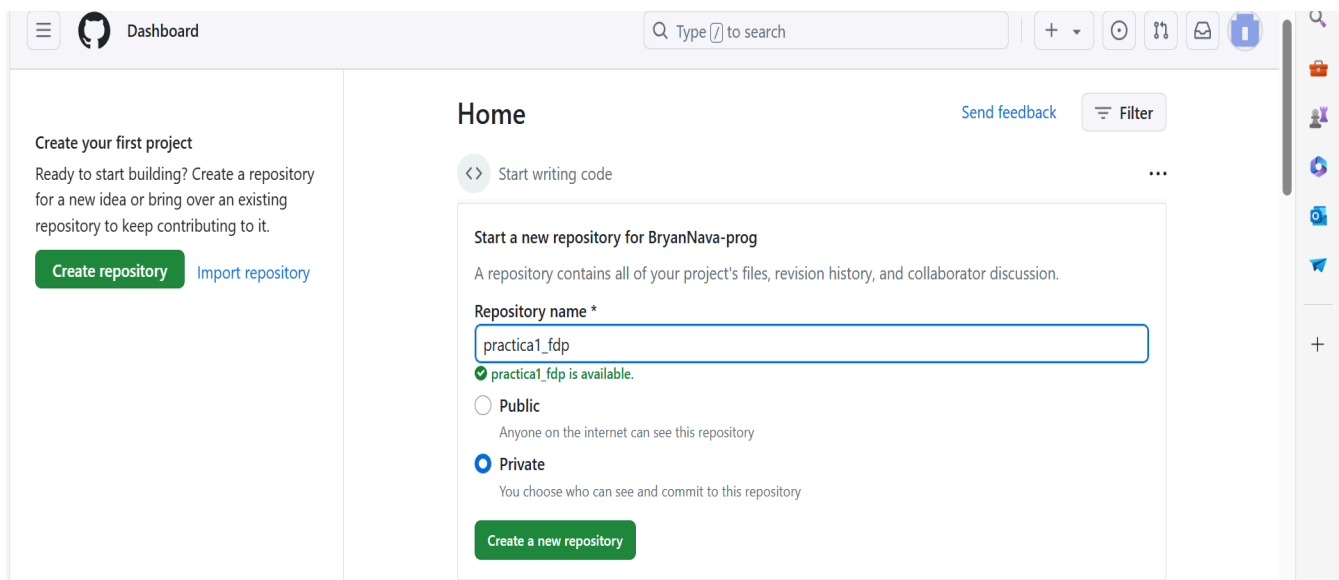 Dashboard
Type / to search
Home
Send feedback
Filter
Create your first project
Ready to start building? Create a repository
for a new idea or bring over an existing
repository to keep contributing to it.
Create repository
Import repository
Start writing code
Start a new repository for BryanNava-prog
A repository contains all of your project's files, revision history, and collaborator discussion.
Repository name *
practica1_fdp
practica1_fdp is available.
Public
Anyone on the internet can see this repository
Private
You choose who can see and commit to this repository
Create a new repository